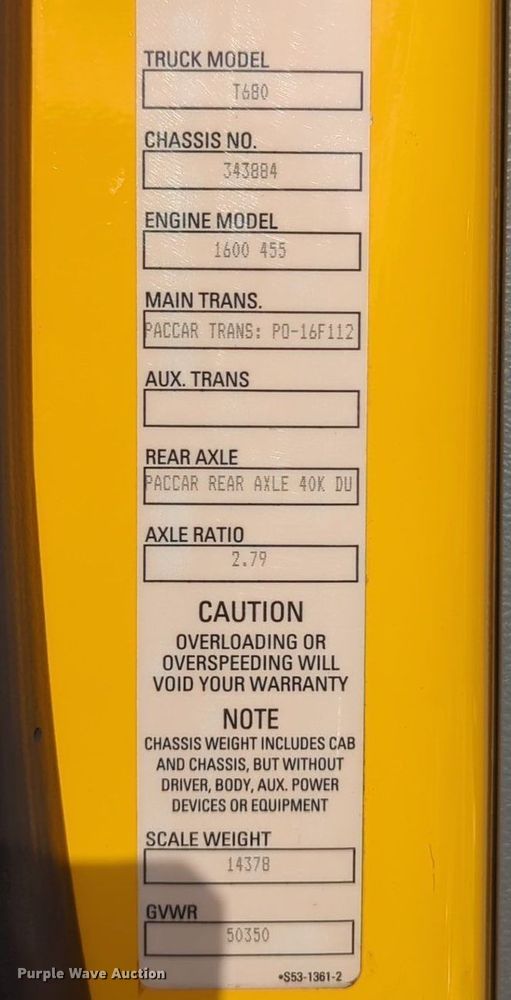 TRUCK MODEL
T680
CHASSIS NO.
343884
ENGINE MODEL
1600 455
MAIN TRANS.
PACCAR TRANS: PO-16F112
AUX. TRANS
REAR AXLE
PACCAR REAR AXLE 40K DU
AXLE RATIO
2.79
CAUTION
OVERLOADING OR
OVERSPEEDING WILL
VOID YOUR WARRANTY
NOTE
CHASSIS WEIGHT INCLUDES CAB
AND CHASSIS, BUT WITHOUT
DRIVER, BODY, AUX. POWER
DEVICES OR EQUIPMENT
SCALE WEIGHT
14378
GVWR
50350
•S53-1361-2
Purple Wave Auction